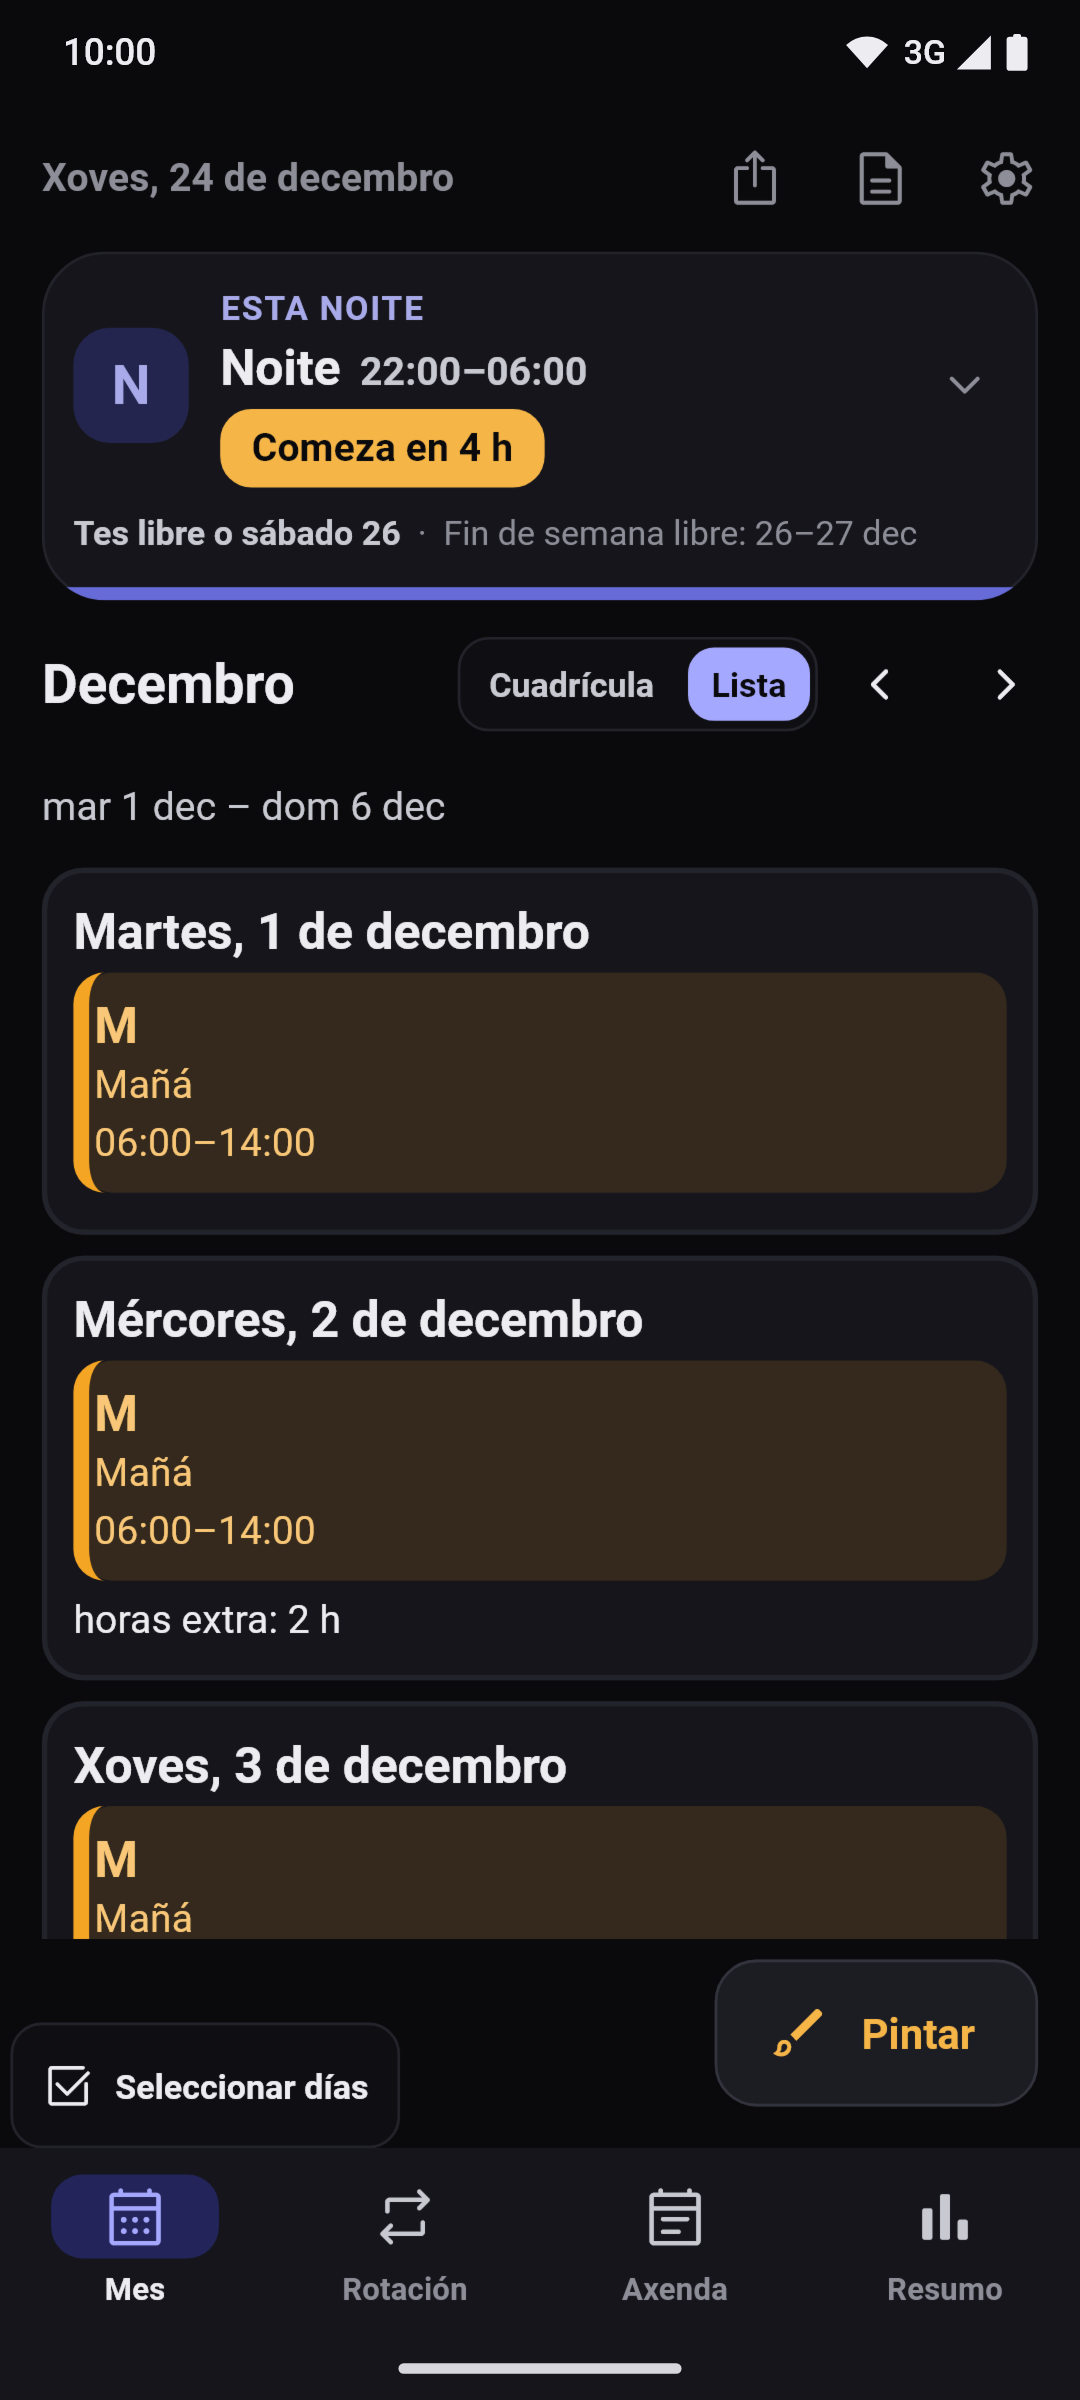 10:00
3G
Xoves, 24 de decembro
ESTA NOITE
N
Noite 22:00–06:00
Comeza en 4 h
Tes libre o sábado 26 · Fin de semana libre: 26–27 dec
Decembro
Cuadrícula
Lista
mar 1 dec – dom 6 dec
Martes, 1 de decembro
M
Mañá
06:00–14:00
Mércores, 2 de decembro
M
Mañá
06:00–14:00
horas extra: 2 h
Xoves, 3 de decembro
M
Mañá
Pintar
Seleccionar días
Mes
Rotación
Axenda
Resumo